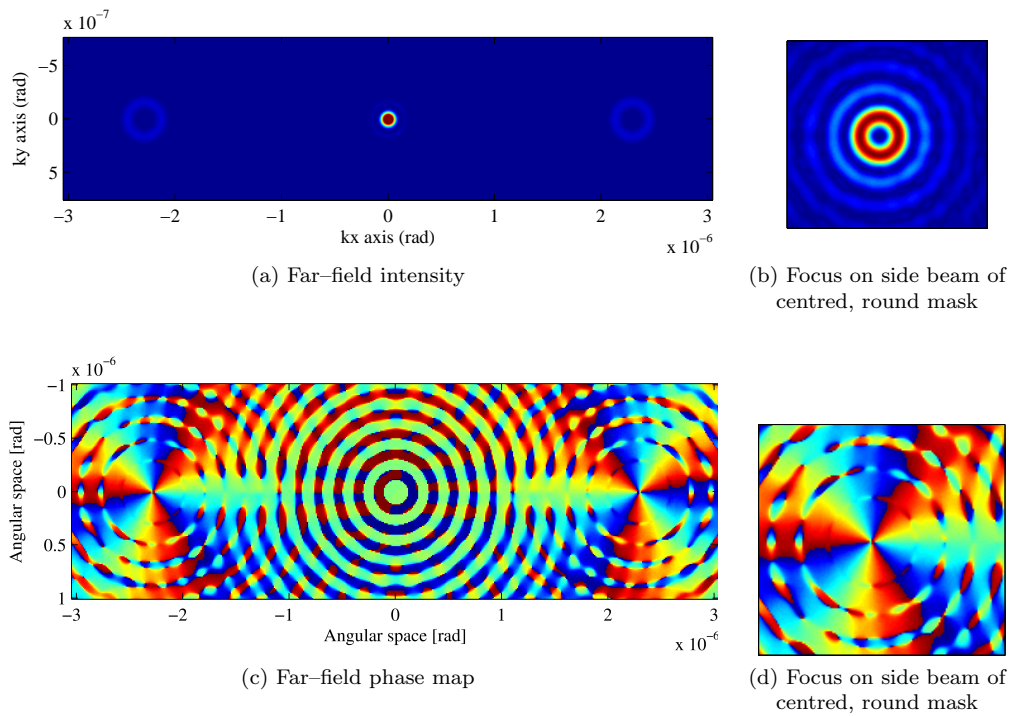 x 10⁻⁷
−5
0
5
ky axis (rad)
−3 −2 −1 0 1 2 3
kx axis (rad)
x 10⁻⁶
(a) Far–field intensity
(b) Focus on side beam of
centred, round mask
x 10⁻⁶
−1
−0.5
0
0.5
1
Angular space [rad]
−3 −2 −1 0 1 2 3
Angular space [rad]
x 10⁻⁶
(c) Far–field phase map
(d) Focus on side beam of
centred, round mask